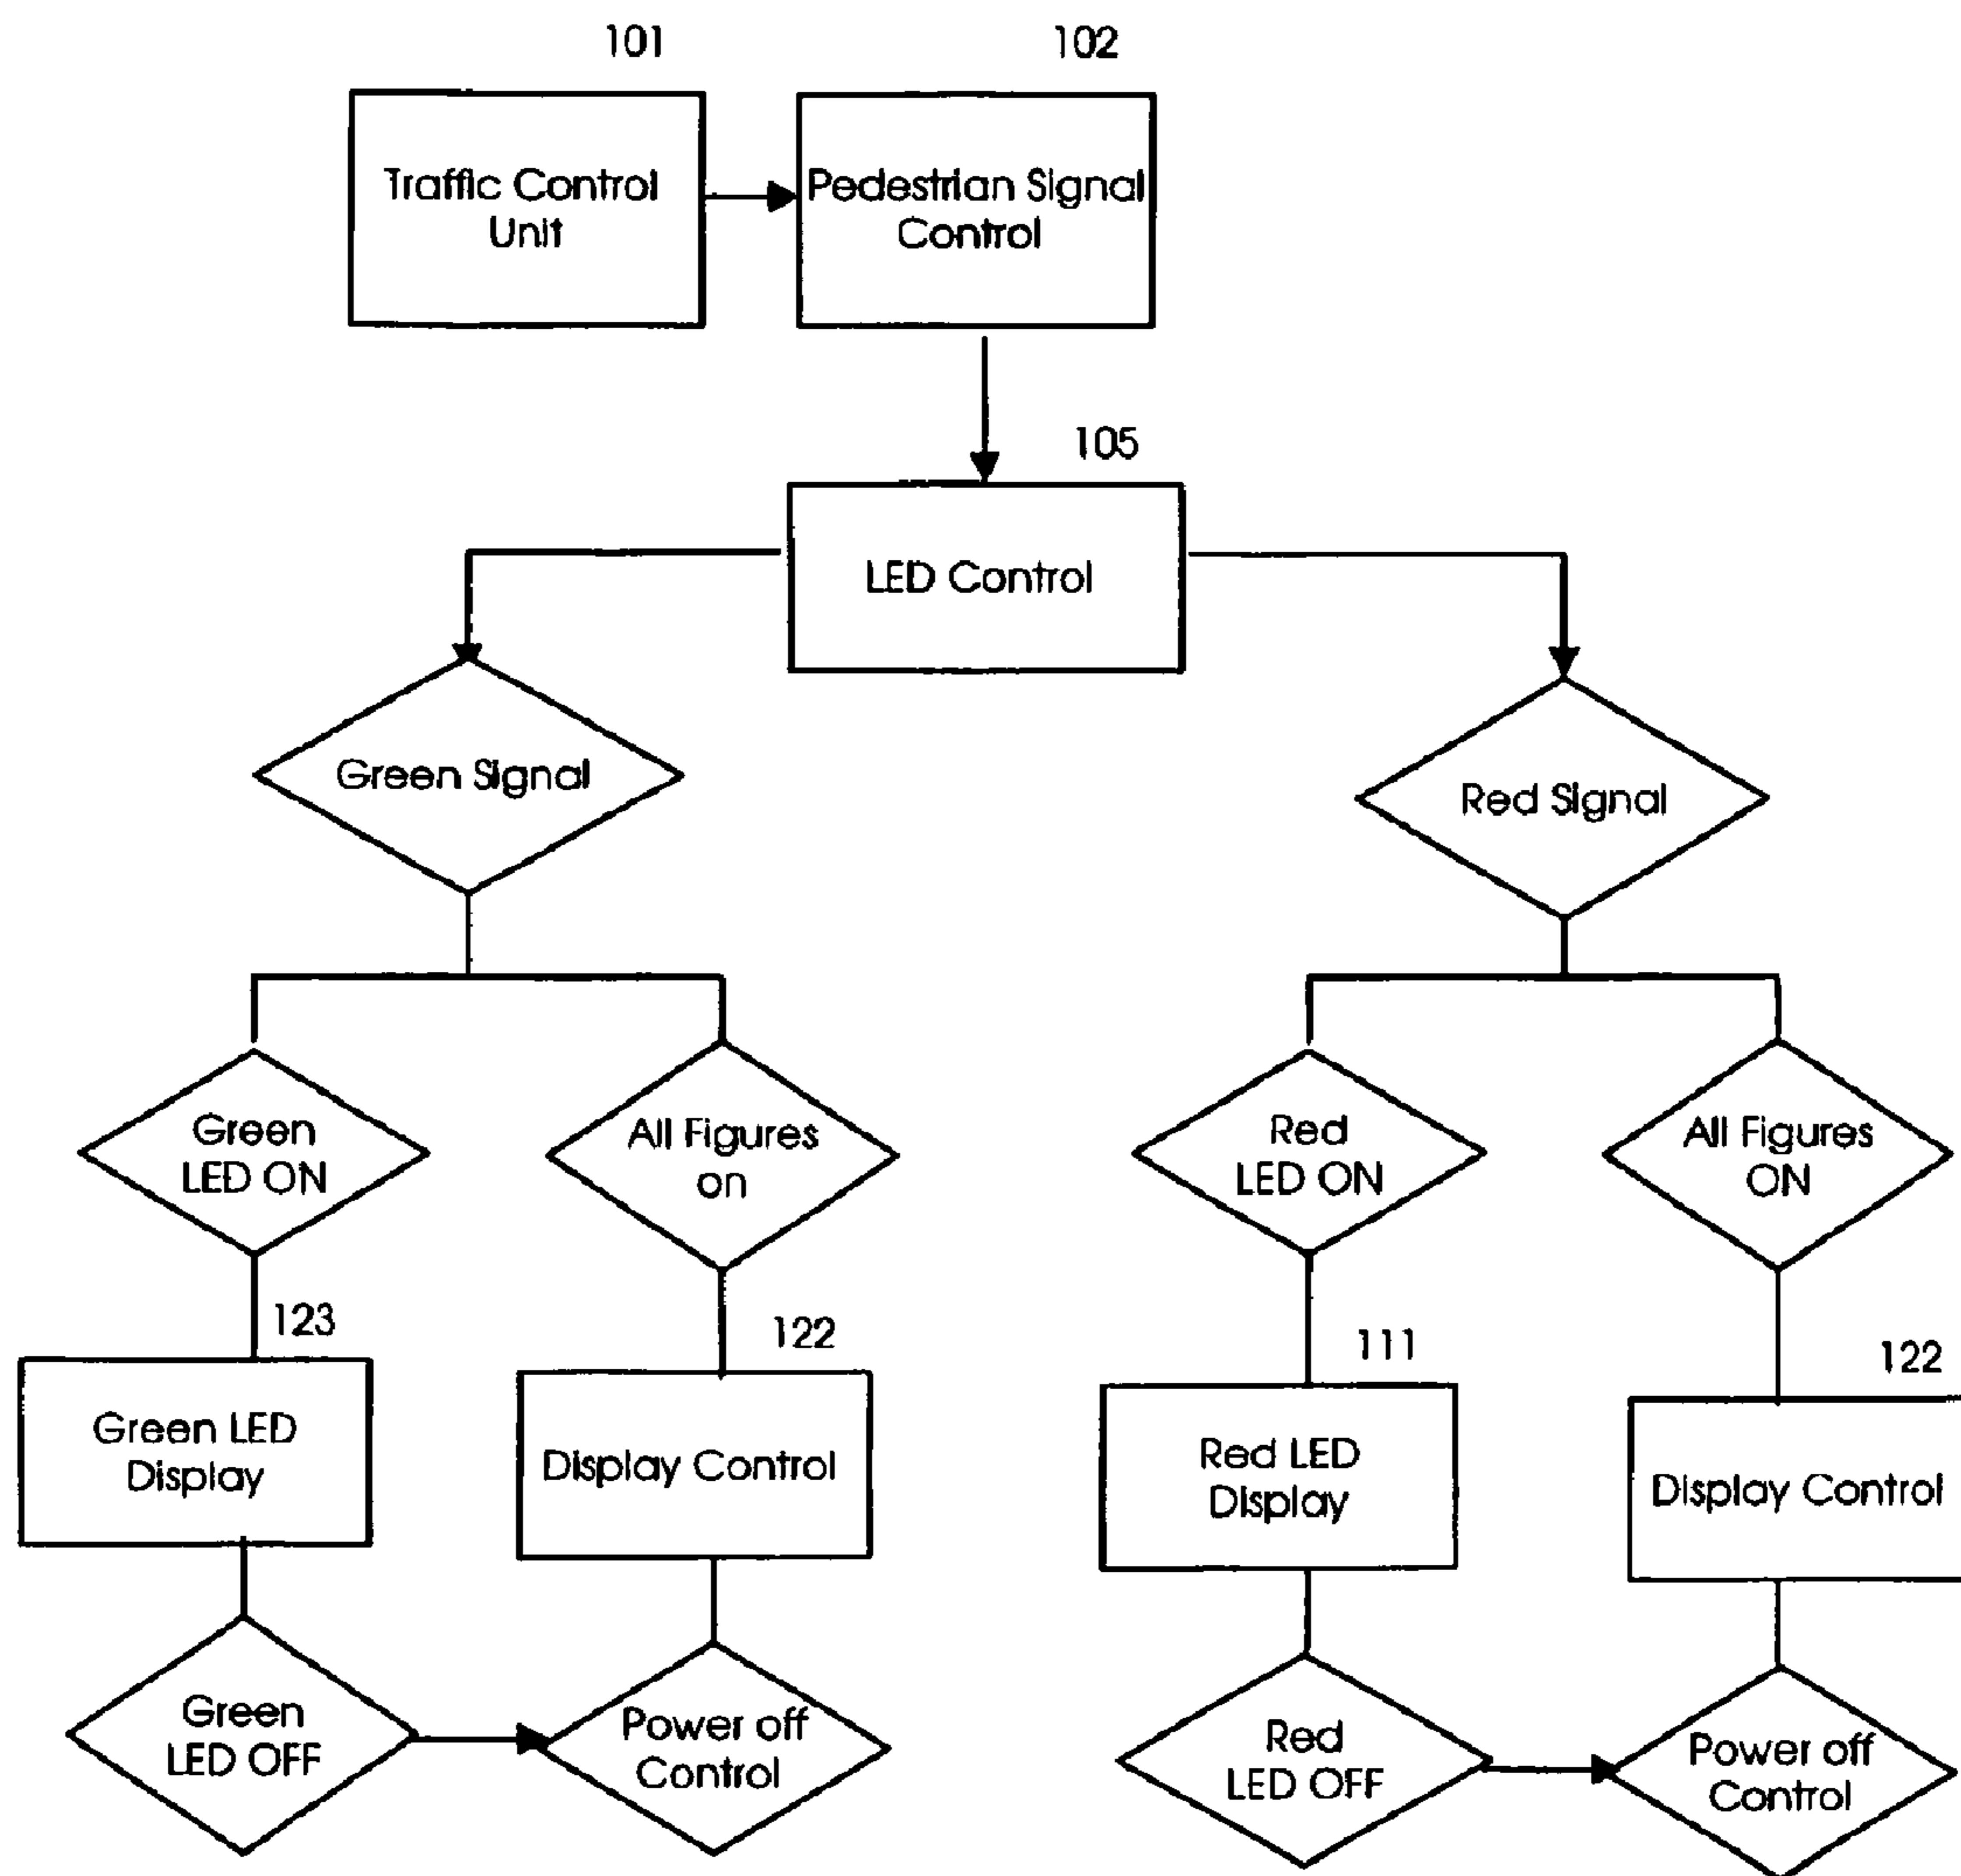 101
102
Traffic Control
Unit
Pedestrian Signal
Control
105
LED Control
Green Signal
Red Signal
Green
LED ON
All Figures
on
Red
LED ON
All Figures
ON
123
122
111
122
Green LED
Display
Display Control
Red LED
Display
Display Control
Green
LED OFF
Power off
Control
Red
LED OFF
Power off
Control